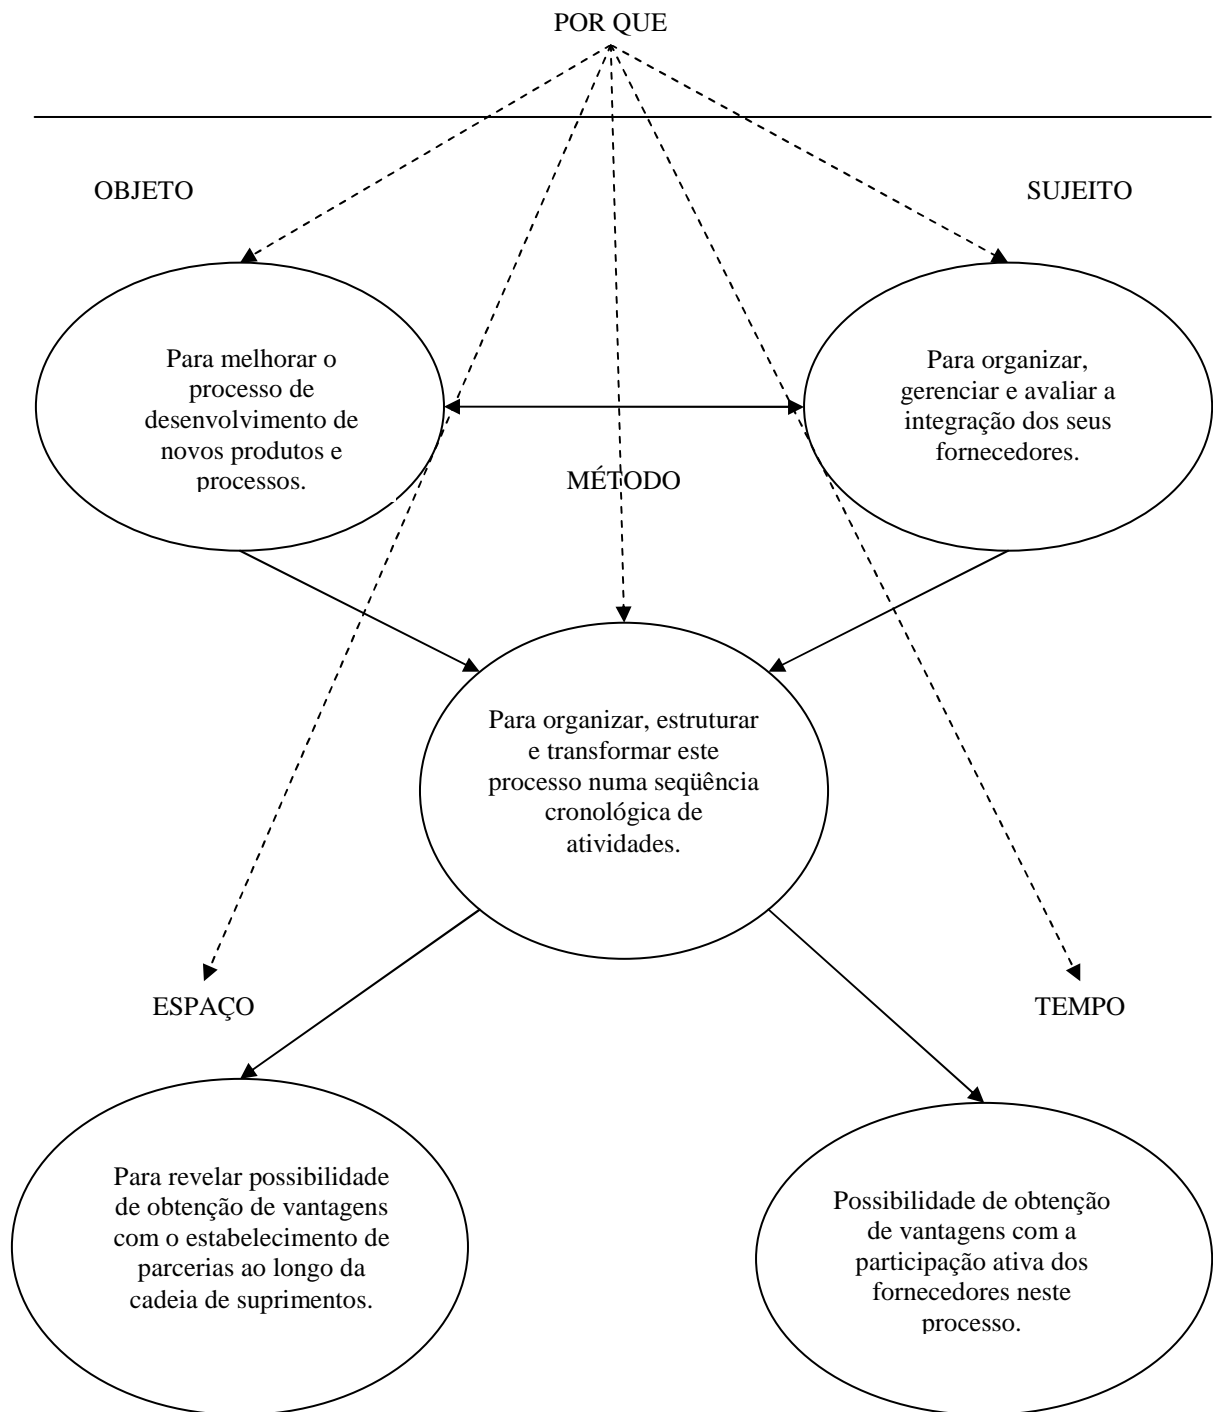 POR QUE
OBJETO
SUJEITO
Para melhorar o
processo de
desenvolvimento de
novos produtos e
processos.
Para organizar,
gerenciar e avaliar a
integração dos seus
fornecedores.
MÉTODO
Para organizar, estruturar
e transformar este
processo numa seqüência
cronológica de
atividades.
ESPAÇO
TEMPO
Para revelar possibilidade
de obtenção de vantagens
com o estabelecimento de
parcerias ao longo da
cadeia de suprimentos.
Possibilidade de obtenção
de vantagens com a
participação ativa dos
fornecedores neste
processo.